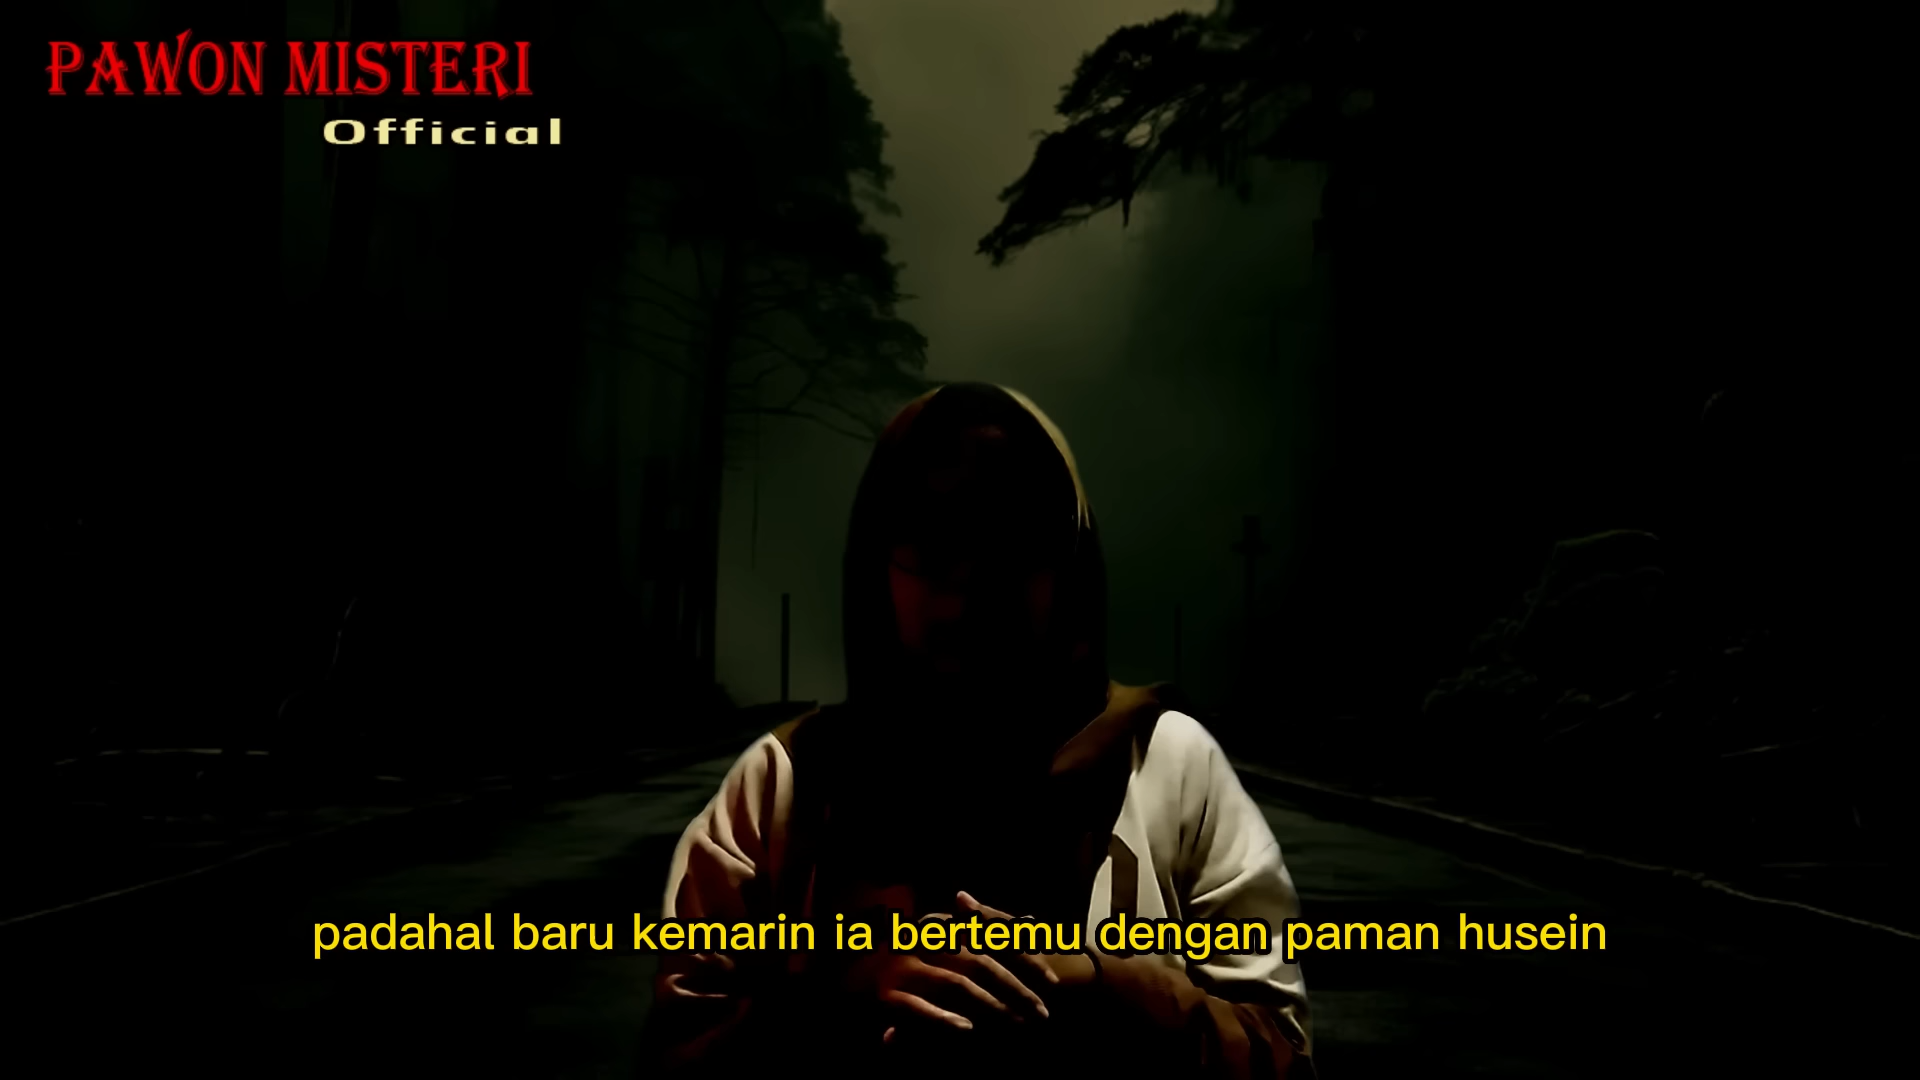 PAWON MISTERI
Official
padahal baru kemarin ia bertemu dengan paman husein